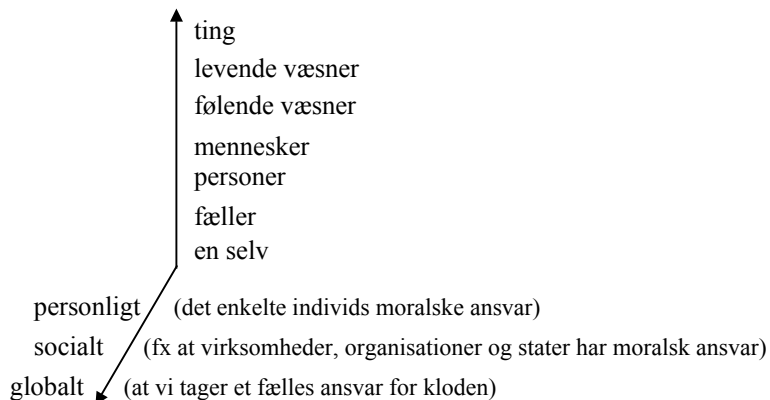 ting
levende væsner
følende væsner
mennesker
personer
fæller
en selv
personligt (det enkelte individs moralske ansvar)
socialt (fx at virksomheder, organisationer og stater har moralsk ansvar)
globalt (at vi tager et fælles ansvar for kloden)